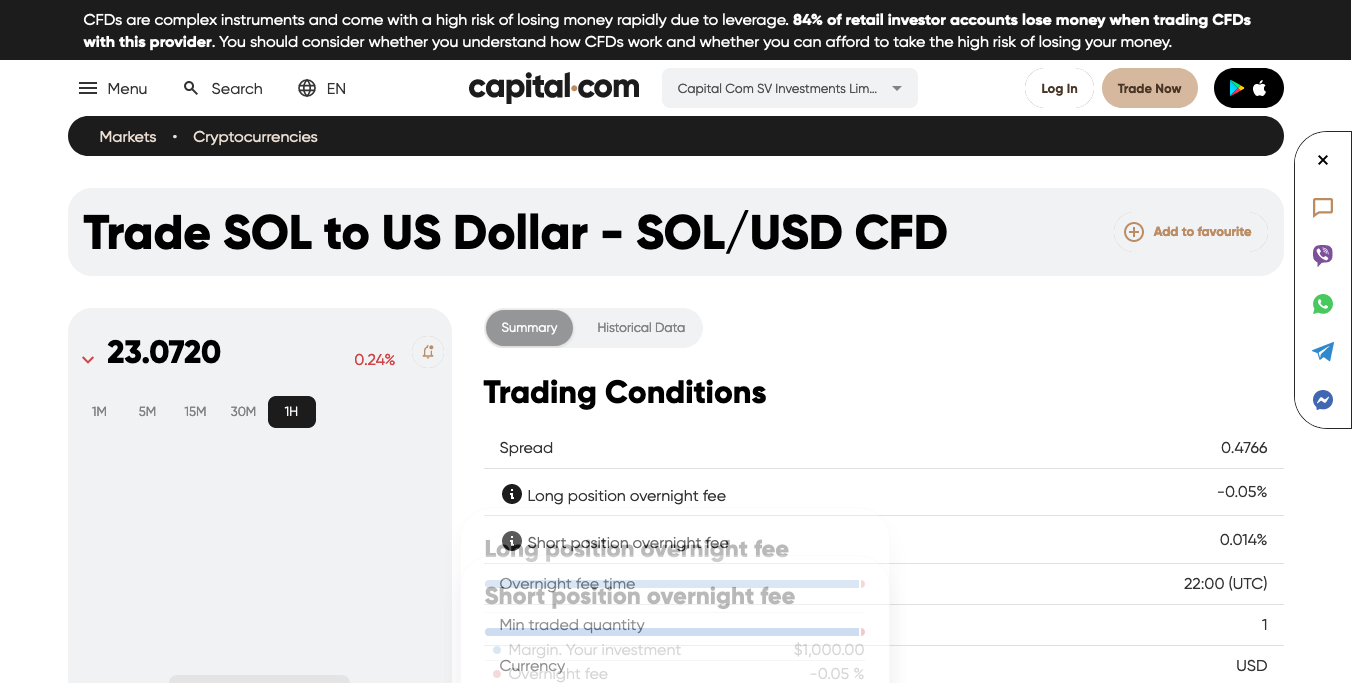 CFDs are complex instruments and come with a high risk of losing money rapidly due to leverage. 84% of retail investor accounts lose money when trading CFDs
with this provider. You should consider whether you understand how CFDs work and whether you can afford to take the high risk of losing your money.
Menu
Search
EN
capital.com
Capital Com SV Investments Lim...
Log In
Trade Now
Markets • Cryptocurrencies
Trade SOL to US Dollar - SOL/USD CFD
Add to favourite
23.0720
0.24%
1M 5M 15M 30M 1H
Summary
Historical Data
Trading Conditions
Spread 0.4766
Long position overnight fee -0.05%
Short position overnight fee 0.014%
Long position overnight fee
Overnight fee time 22:00 (UTC)
Short position overnight fee
Min traded quantity 1
Margin. Your investment $1,000.00
Currency USD
Overnight fee -0.05 %